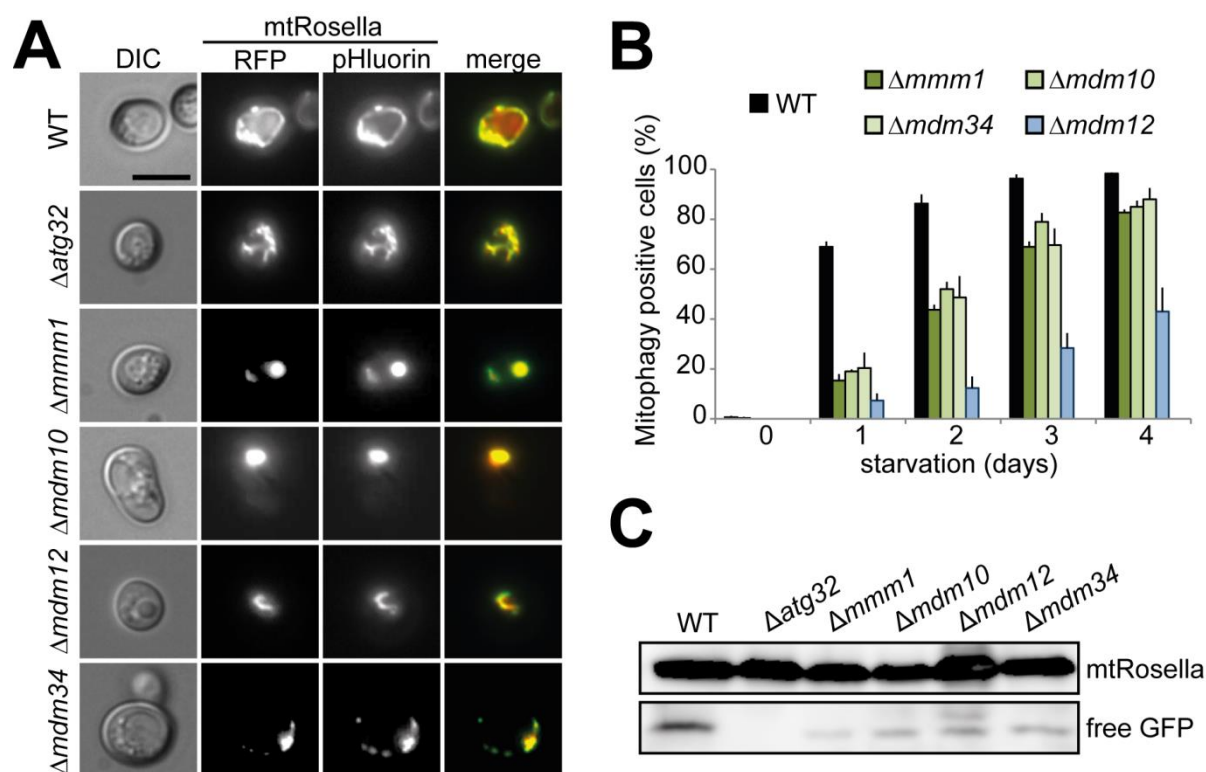 A
mtRosella
DIC RFP pHluorin merge
WT
Δatg32
Δmmm1
Δmdm10
Δmdm12
Δmdm34
B
WT
Δmmm1 Δmdm10
Δmdm34 Δmdm12
Mitophagy positive cells (%)
100
80
60
40
20
0
0 1 2 3 4
starvation (days)
C
WT Δatg32 Δmmm1 Δmdm10 Δmdm12 Δmdm34
mtRosella
free GFP